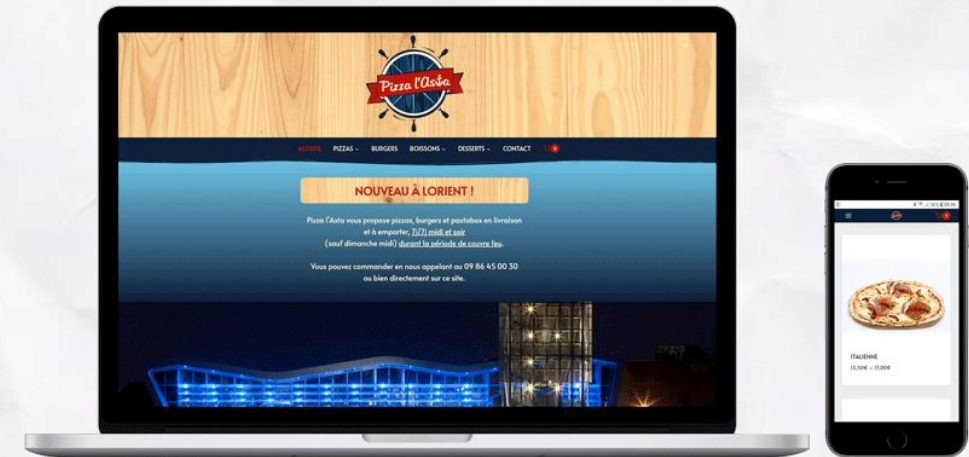 Pizza l'Asta
ACCUEIL PIZZAS BURGERS BOISSONS DESSERTS CONTACT
NOUVEAU À LORIENT !
Pizza l'Asta vous propose pizzas, burgers et pastabox en livraison
et à emporter, 7j/7j midi et soir
(sauf dimanche midi) durant la période de couvre feu.
Vous pouvez commander en nous appelant au 09 86 45 00 30
ou bien directement sur ce site.
ITALIENNE
13,50€ – 17,00€